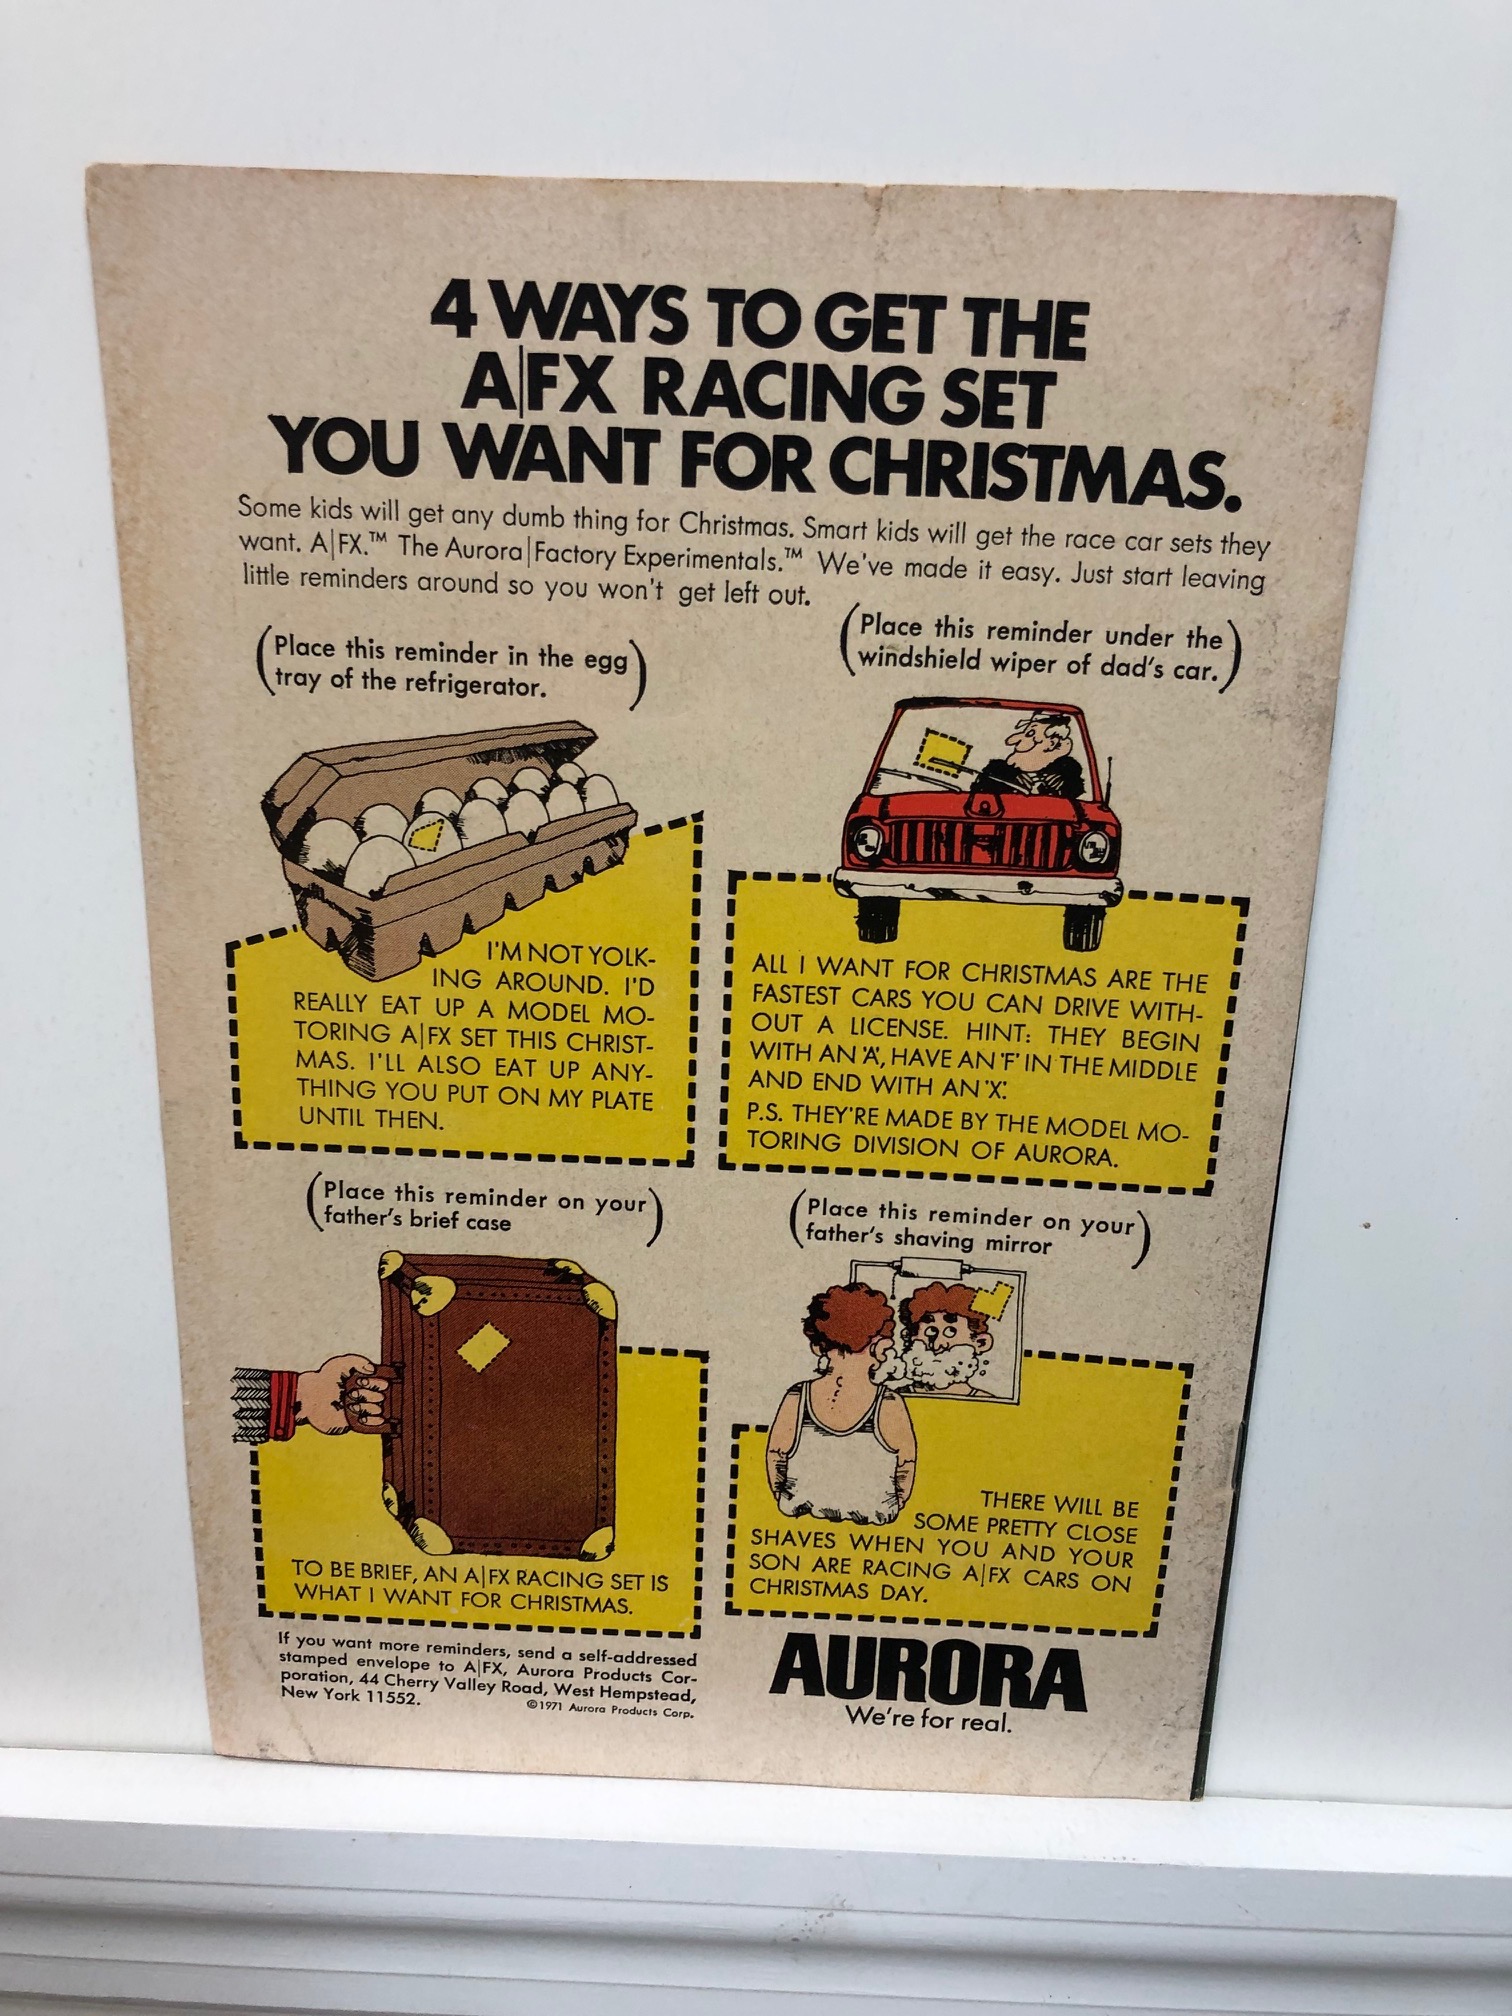 4 WAYS TO GET THE
A|FX RACING SET
YOU WANT FOR CHRISTMAS.
Some kids will get any dumb thing for Christmas. Smart kids will get the race car sets they
want. A|FX.™ The Aurora|Factory Experimentals.™ We've made it easy. Just start leaving
little reminders around so you won't get left out.
(Place this reminder in the egg
tray of the refrigerator.)
(Place this reminder under the
windshield wiper of dad's car.)
I'M NOT YOLK-
ING AROUND. I'D
REALLY EAT UP A MODEL MO-
TORING A|FX SET THIS CHRIST-
MAS. I'LL ALSO EAT UP ANY-
THING YOU PUT ON MY PLATE
UNTIL THEN.
ALL I WANT FOR CHRISTMAS ARE THE
FASTEST CARS YOU CAN DRIVE WITH-
OUT A LICENSE. HINT: THEY BEGIN
WITH AN 'A', HAVE AN 'F' IN THE MIDDLE
AND END WITH AN 'X'.
P.S. THEY'RE MADE BY THE MODEL MO-
TORING DIVISION OF AURORA.
(Place this reminder on your
father's brief case)
(Place this reminder on your
father's shaving mirror)
TO BE BRIEF, AN A|FX RACING SET IS
WHAT I WANT FOR CHRISTMAS.
THERE WILL BE
SOME PRETTY CLOSE
SHAVES WHEN YOU AND YOUR
SON ARE RACING A|FX CARS ON
CHRISTMAS DAY.
If you want more reminders, send a self-addressed
stamped envelope to A|FX, Aurora Products Cor-
poration, 44 Cherry Valley Road, West Hempstead,
New York 11552.
©1971 Aurora Products Corp.
AURORA
We're for real.